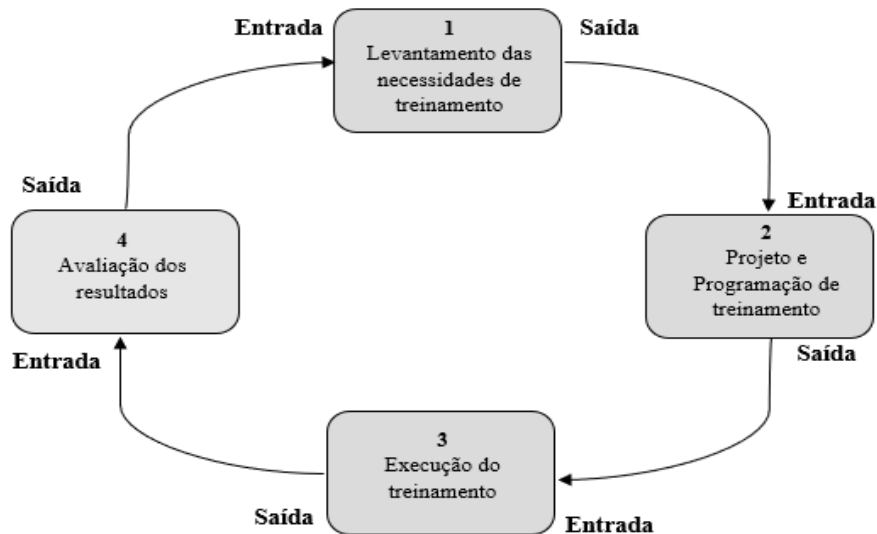 Entrada
1
Levantamento das
necessidades de
treinamento
Saída
Entrada
2
Projeto e
Programação de
treinamento
Saída
Entrada
3
Execução do
treinamento
Saída
Entrada
4
Avaliação dos
resultados
Saída